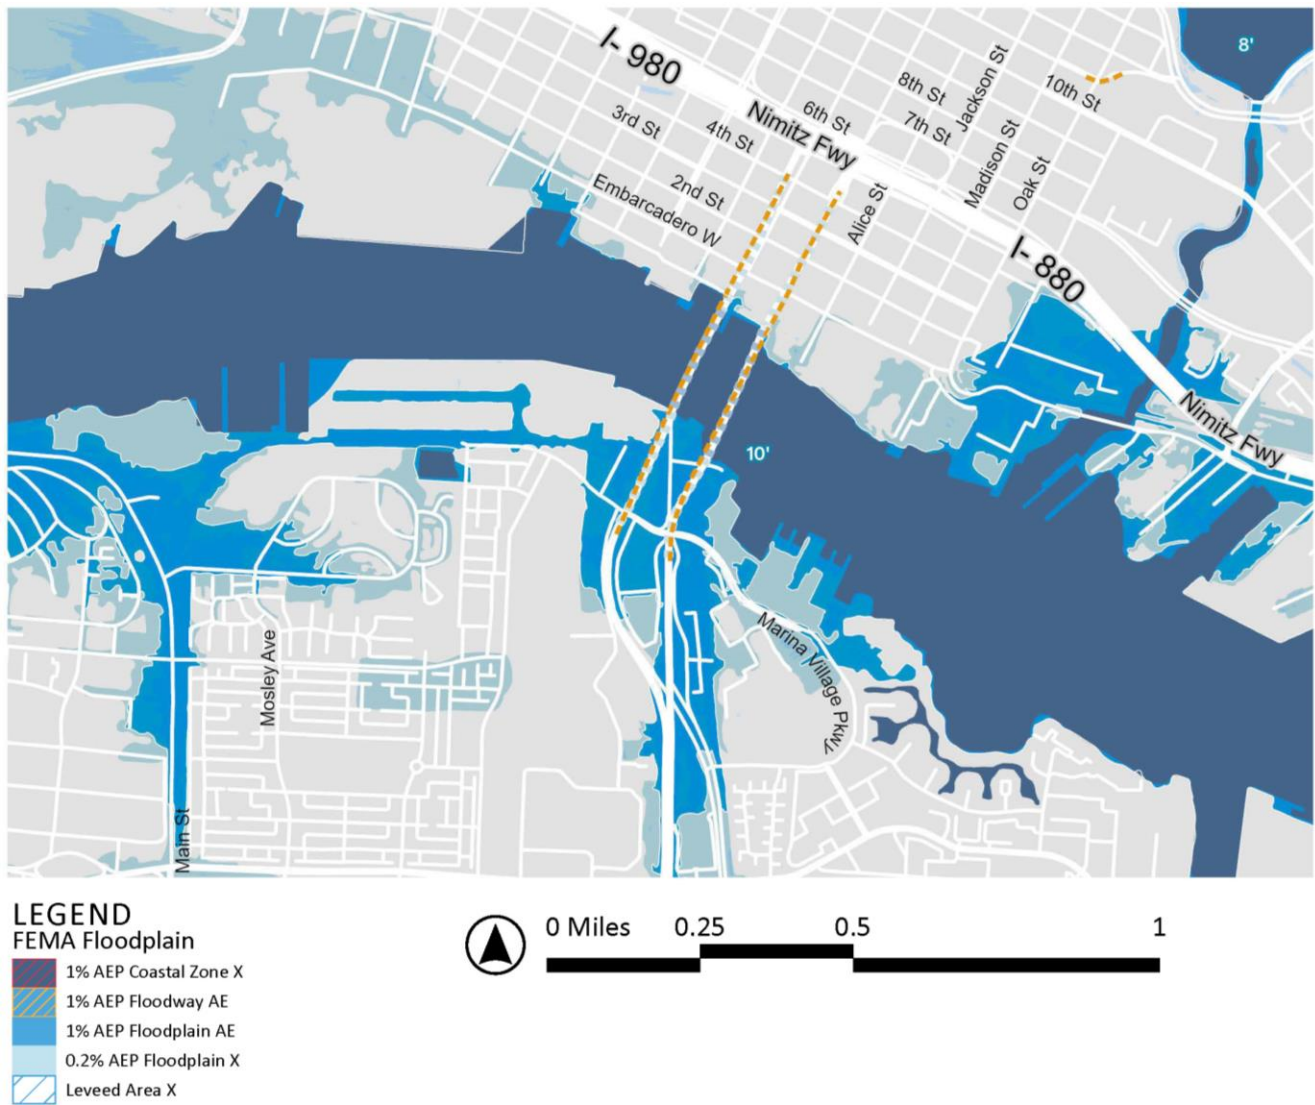 8'
I- 980
Jackson St
8th St
10th St
6th St
3rd St
4th St
7th St
Nimitz Fwy
Madison St
Oak St
2nd St
Embarcadero W
Alice St
I- 880
Nimitz Fwy
10'
Marina Village Pkwy
Mosley Ave
Main St
LEGEND
FEMA Floodplain
1% AEP Coastal Zone X
1% AEP Floodway AE
1% AEP Floodplain AE
0.2% AEP Floodplain X
Leveed Area X
0 Miles 0.25 0.5 1